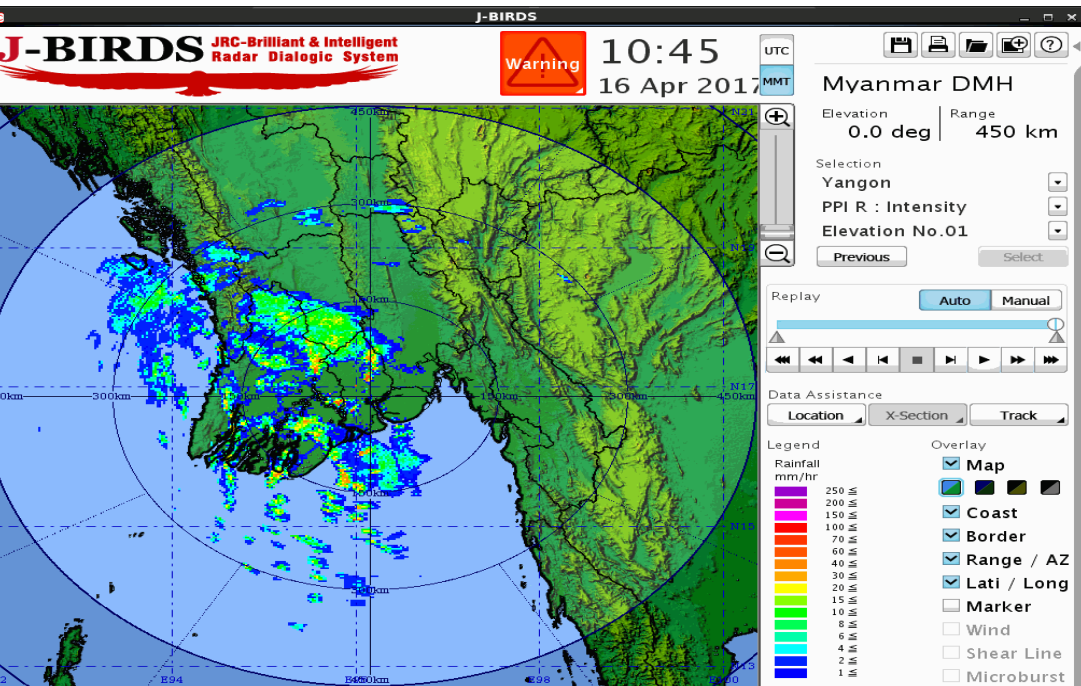 J-BIRDS
J-BIRDS JRC-Brilliant & Intelligent
Radar Dialogic System
Warning
10:45
16 Apr 2017
UTC
MMT
Myanmar DMH
Elevation
0.0 deg
Range
450 km
Selection
Yangon
PPI R : Intensity
Elevation No.01
Previous
Select
Replay
Auto
Manual
Data Assistance
Location
X-Section
Track
Legend
Rainfall
mm/hr
250 ≤
200 ≤
150 ≤
100 ≤
70 ≤
60 ≤
40 ≤
30 ≤
20 ≤
15 ≤
10 ≤
8 ≤
6 ≤
4 ≤
2 ≤
1 ≤
Overlay
Map
Coast
Border
Range / AZ
Lati / Long
Marker
Wind
Shear Line
Microburst
450km
N21
300km
150km
N17
300km
150km
150km
300km
450km
150km
N15
N13
E94
450km
E98